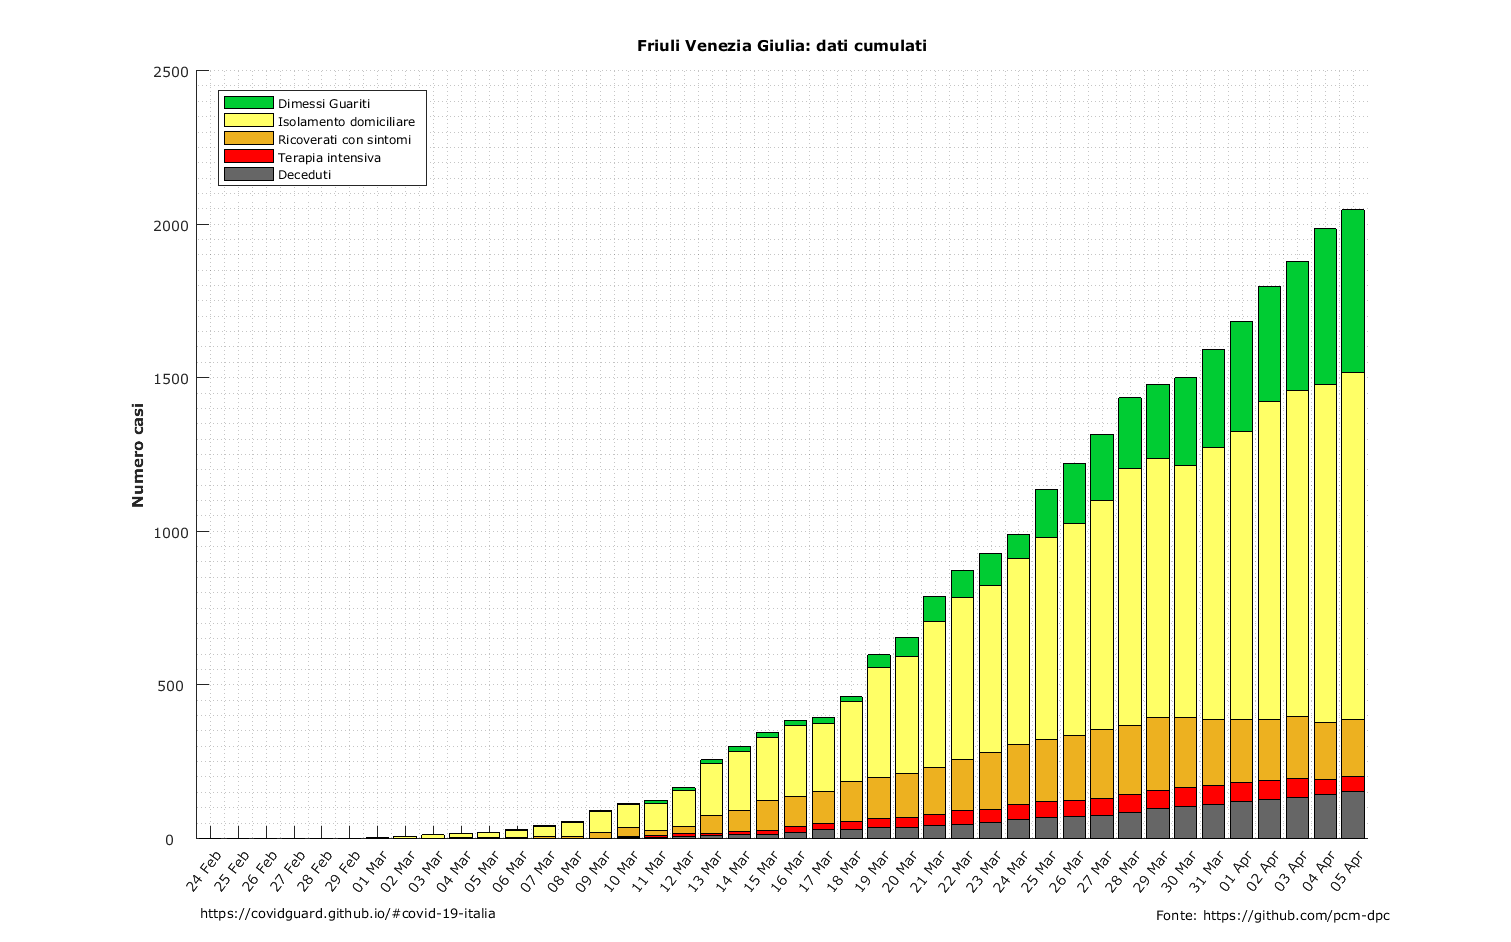 Friuli Venezia Giulia: dati cumulati
2500
2000
1500
1000
500
0
Numero casi
Dimessi Guariti
Isolamento domiciliare
Ricoverati con sintomi
Terapia intensiva
Deceduti
24 Feb
25 Feb
26 Feb
27 Feb
28 Feb
29 Feb
01 Mar
02 Mar
03 Mar
04 Mar
05 Mar
06 Mar
07 Mar
08 Mar
09 Mar
10 Mar
11 Mar
12 Mar
13 Mar
14 Mar
15 Mar
16 Mar
17 Mar
18 Mar
19 Mar
20 Mar
21 Mar
22 Mar
23 Mar
24 Mar
25 Mar
26 Mar
27 Mar
28 Mar
29 Mar
30 Mar
31 Mar
01 Apr
02 Apr
03 Apr
04 Apr
05 Apr
https://covidguard.github.io/#covid-19-italia
Fonte: https://github.com/pcm-dpc